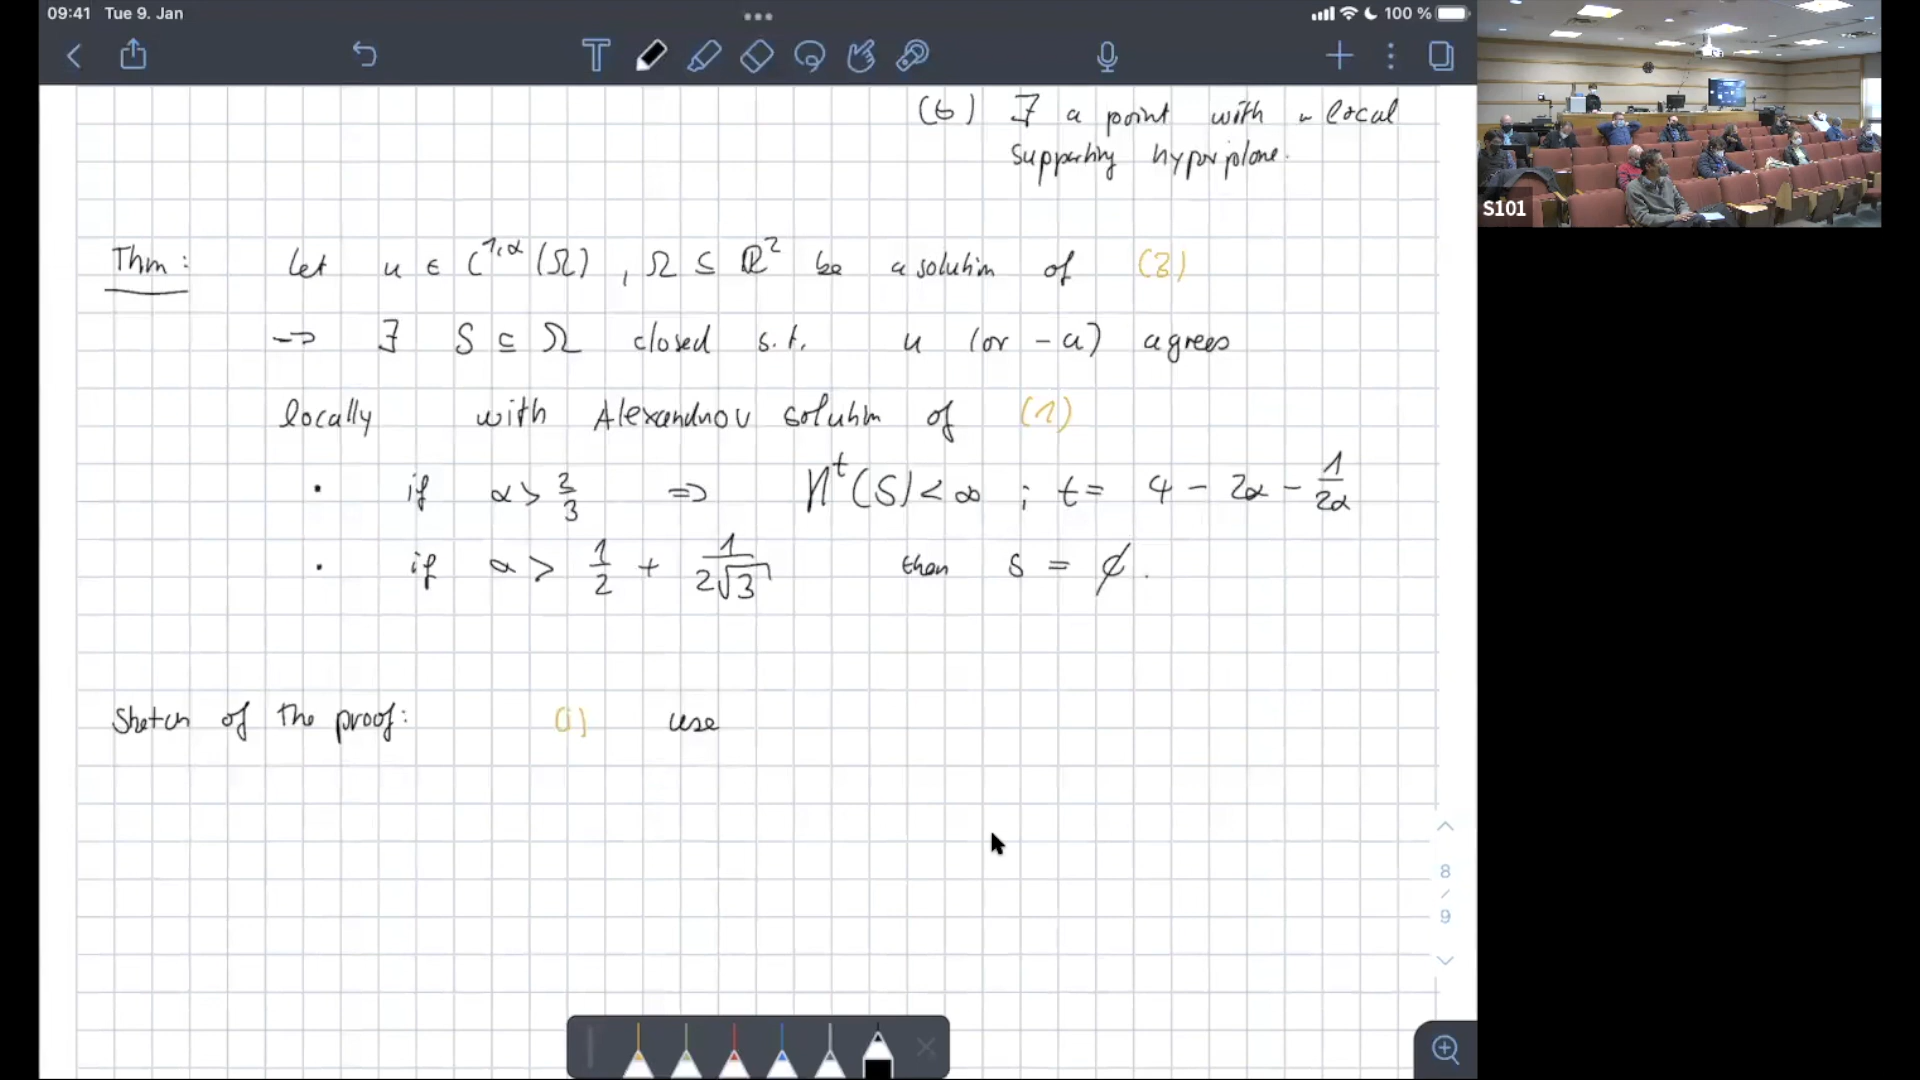 09:41 Tue 9. Jan
100 %
(b) ∃ a point with a local
supporting hyperplane.
Thm: Let u ∈ C^{1,α}(Ω), Ω ⊆ ℝ² be a solution of (3)
=> ∃ S ⊆ Ω closed s.t. u (or -u) agrees
locally with Alexandrov solution of (1)
• if α > 2/3 => H^t(S) < ∞ ; t = 4 - 2α - 1/2α
• if α > 1/2 + 1/(2√3) then S = ∅.
Sketch of the proof: (i) use
8
/
9
S101